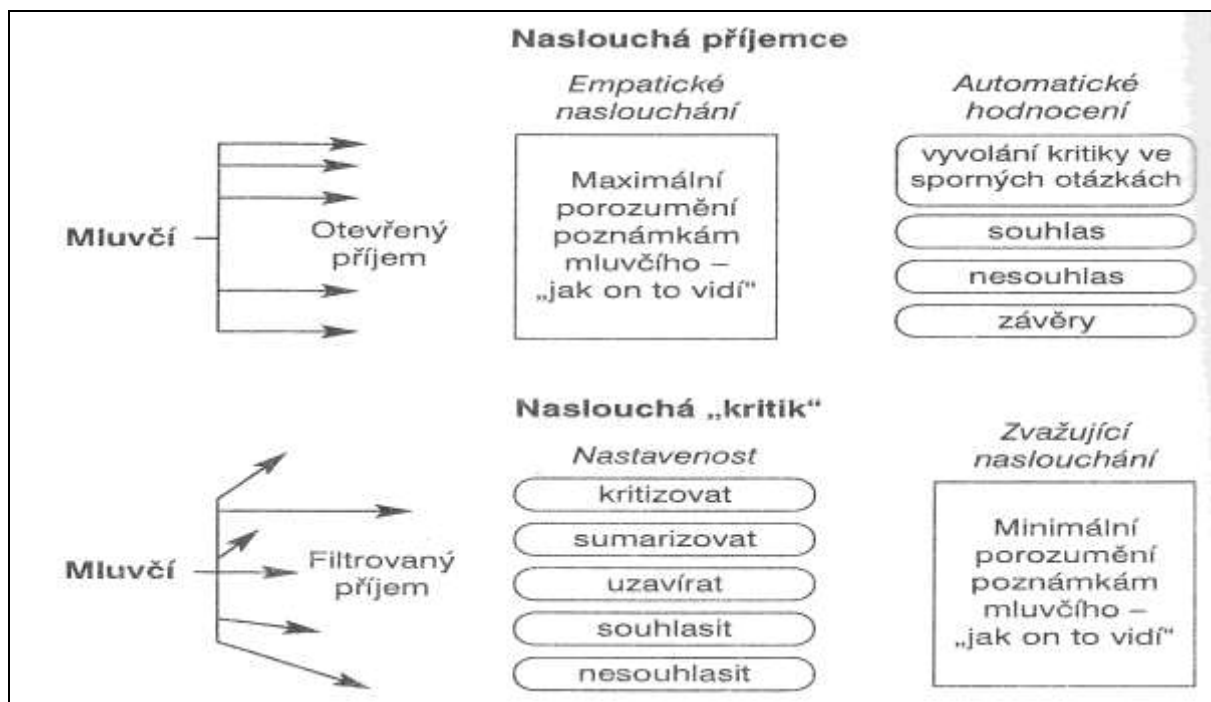 Naslouchá příjemce
Empatické
naslouchání
Automatické
hodnocení
Mluvčí
Otevřený
příjem
Maximální
porozumění
poznámkám
mluvčího –
„jak on to vidí“
vyvolání kritiky ve
sporných otázkách
souhlas
nesouhlas
závěry
Naslouchá „kritik“
Nastavenost
Zvažující
naslouchání
Mluvčí
Filtrovaný
příjem
kritizovat
sumarizovat
uzavírat
souhlasit
nesouhlasit
Minimální
porozumění
poznámkám
mluvčího –
„jak on to vidí“